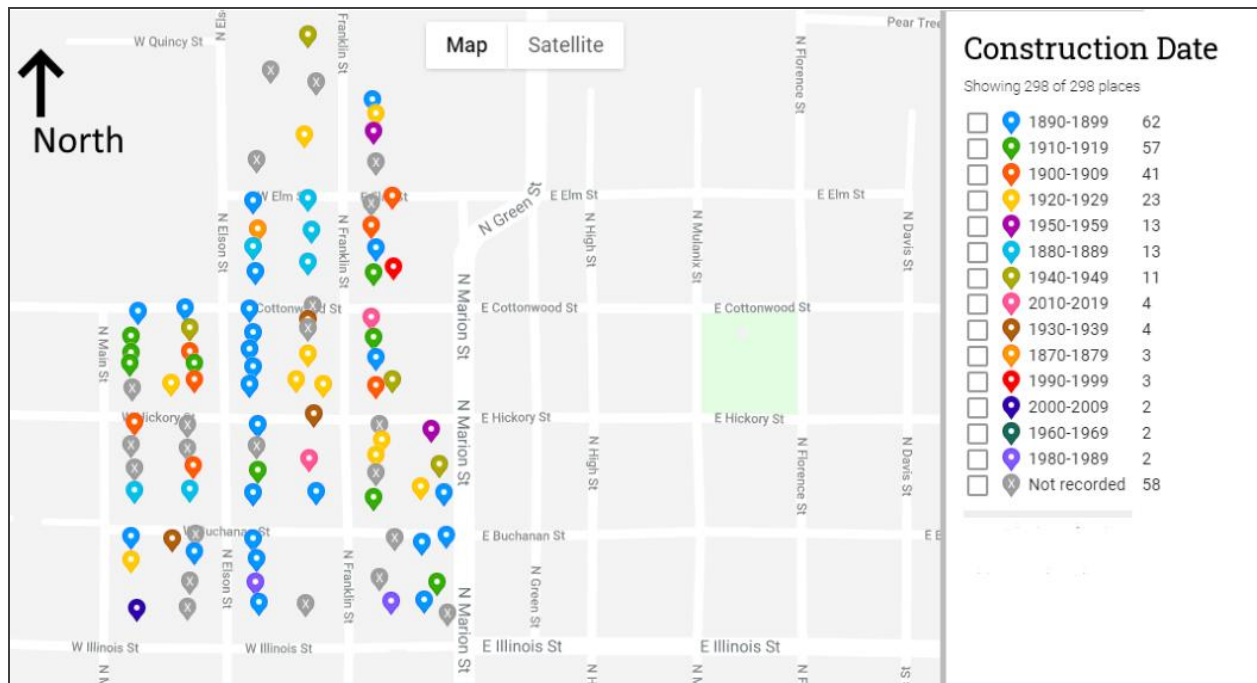 N Els
Franklin St
N Florence St
Pear Tree
W Quincy St
Map
Satellite
North
W Elm S
E Elm St
E Elm St
N Green St
N Elson St
N Franklin St
N High St
N Mulanix St
N Davis St
Cottonwood St
E Cottonwood St
E Cottonwood St
N Main St
N Marion St
W Hickory St
E Hickory St
E Hickory St
N Marion St
N High St
N Florence St
N Davis St
W Buchanan St
E Buchanan St
E E
N Elson St
N Franklin St
N Marion St
N Green St
W Illinois St
W Illinois St
E Illinois St
E Illinois St
Construction Date
Showing 298 of 298 places
1890-1899 62
1910-1919 57
1900-1909 41
1920-1929 23
1950-1959 13
1880-1889 13
1940-1949 11
2010-2019 4
1930-1939 4
1870-1879 3
1990-1999 3
2000-2009 2
1960-1969 2
1980-1989 2
X Not recorded 58